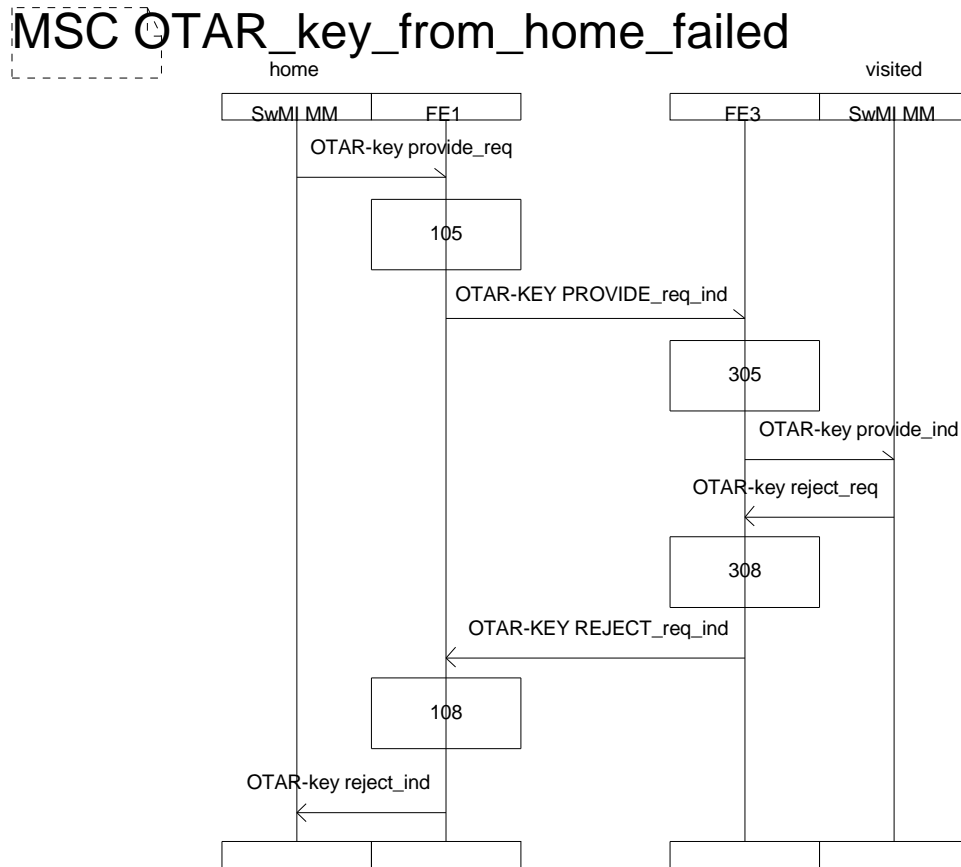 MSC OTAR_key_from_home_failed
home visited
SwMI MM FE1 FE3 SwMI MM
OTAR-key provide_req
105
OTAR-KEY PROVIDE_req_ind
305
OTAR-key provide_ind
OTAR-key reject_req
308
OTAR-KEY REJECT_req_ind
108
OTAR-key reject_ind